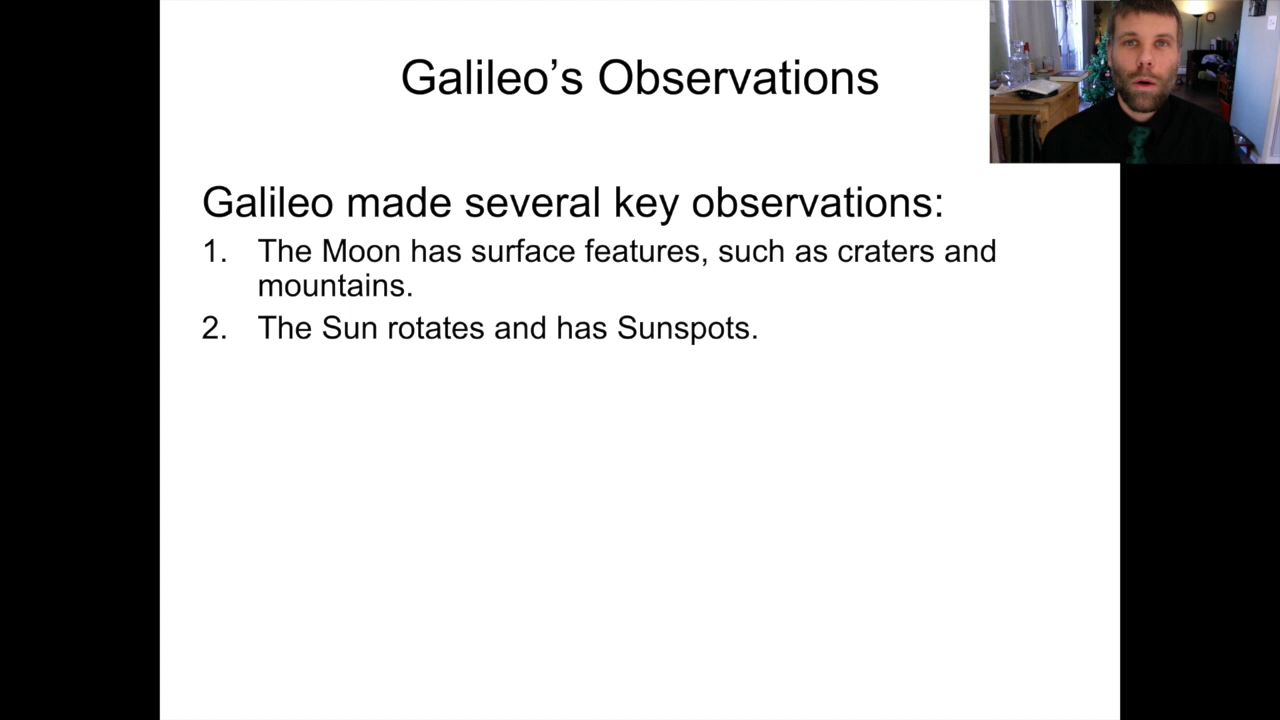 Galileo’s Observations
Galileo made several key observations:
1. The Moon has surface features, such as craters and
mountains.
2. The Sun rotates and has Sunspots.